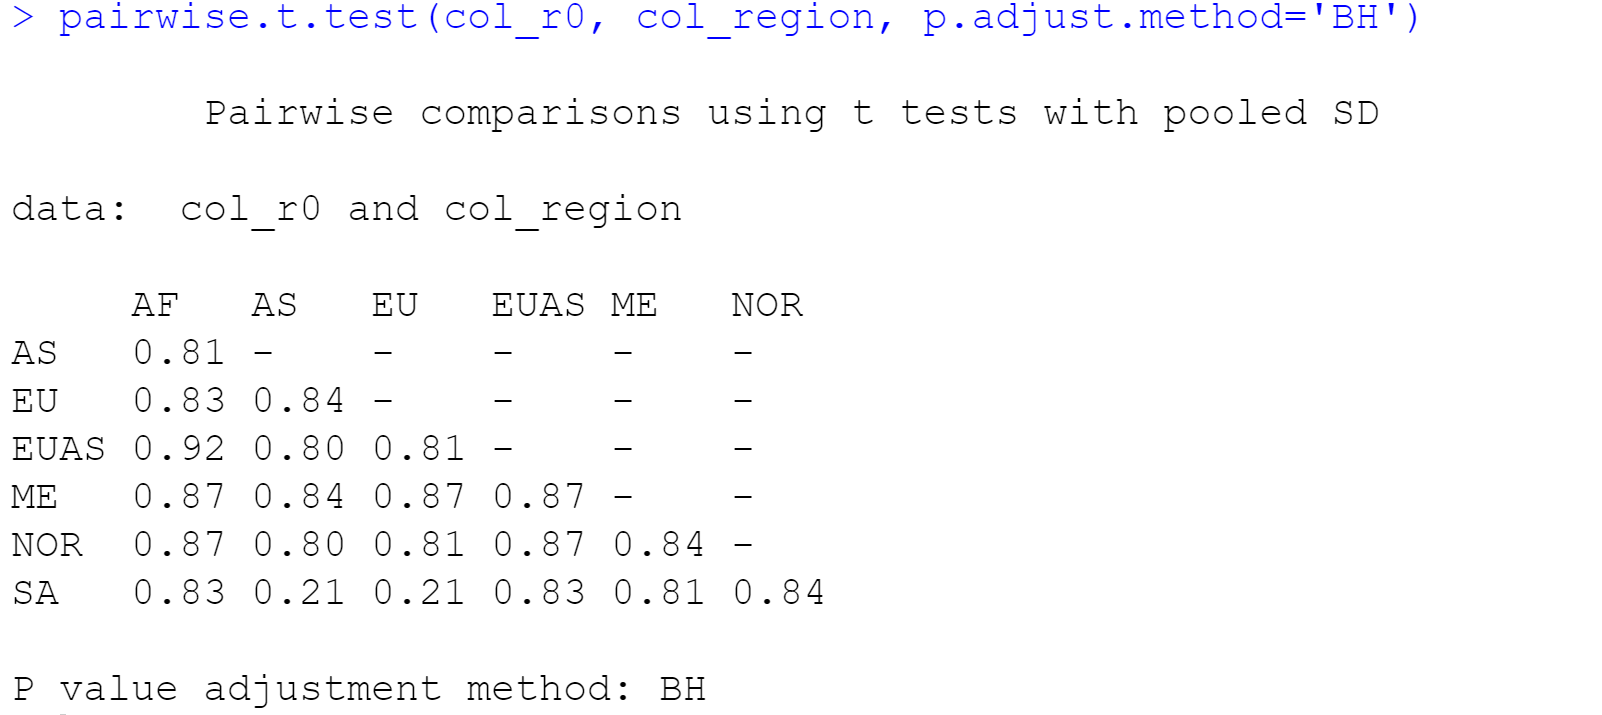 > pairwise.t.test(col_r0, col_region, p.adjust.method='BH')
Pairwise comparisons using t tests with pooled SD
data:  col_r0 and col_region
     AF   AS   EU   EUAS ME   NOR
AS   0.81 -    -    -    -    -
EU   0.83 0.84 -    -    -    -
EUAS 0.92 0.80 0.81 -    -    -
ME   0.87 0.84 0.87 0.87 -    -
NOR  0.87 0.80 0.81 0.87 0.84 -
SA   0.83 0.21 0.21 0.83 0.81 0.84
P value adjustment method: BH